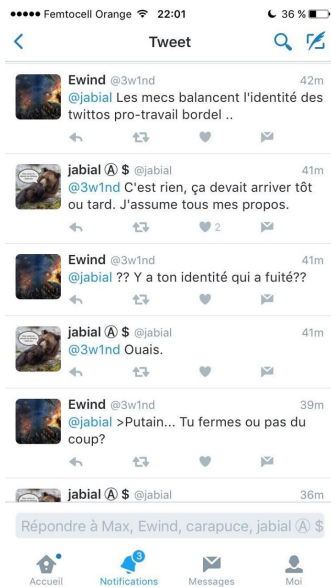 Femtocell Orange 22:01 36 %
Tweet
Ewind @3w1nd 42m
@jabial Les mecs balancent l'identité des
twittos pro-travail bordel ..
jabial Ⓐ $ @jabial 41m
@3w1nd C'est rien, ça devait arriver tôt
ou tard. J'assume tous mes propos.
2
Ewind @3w1nd 41m
@jabial ?? Y a ton identité qui a fuité??
jabial Ⓐ $ @jabial 41m
@3w1nd Ouais.
Ewind @3w1nd 39m
@jabial >Putain... Tu fermes ou pas du
coup?
jabial Ⓐ $ @jabial 36m
Répondre à Max, Ewind, carapuce, jabial Ⓐ $
3
Accueil Notifications Messages Moi